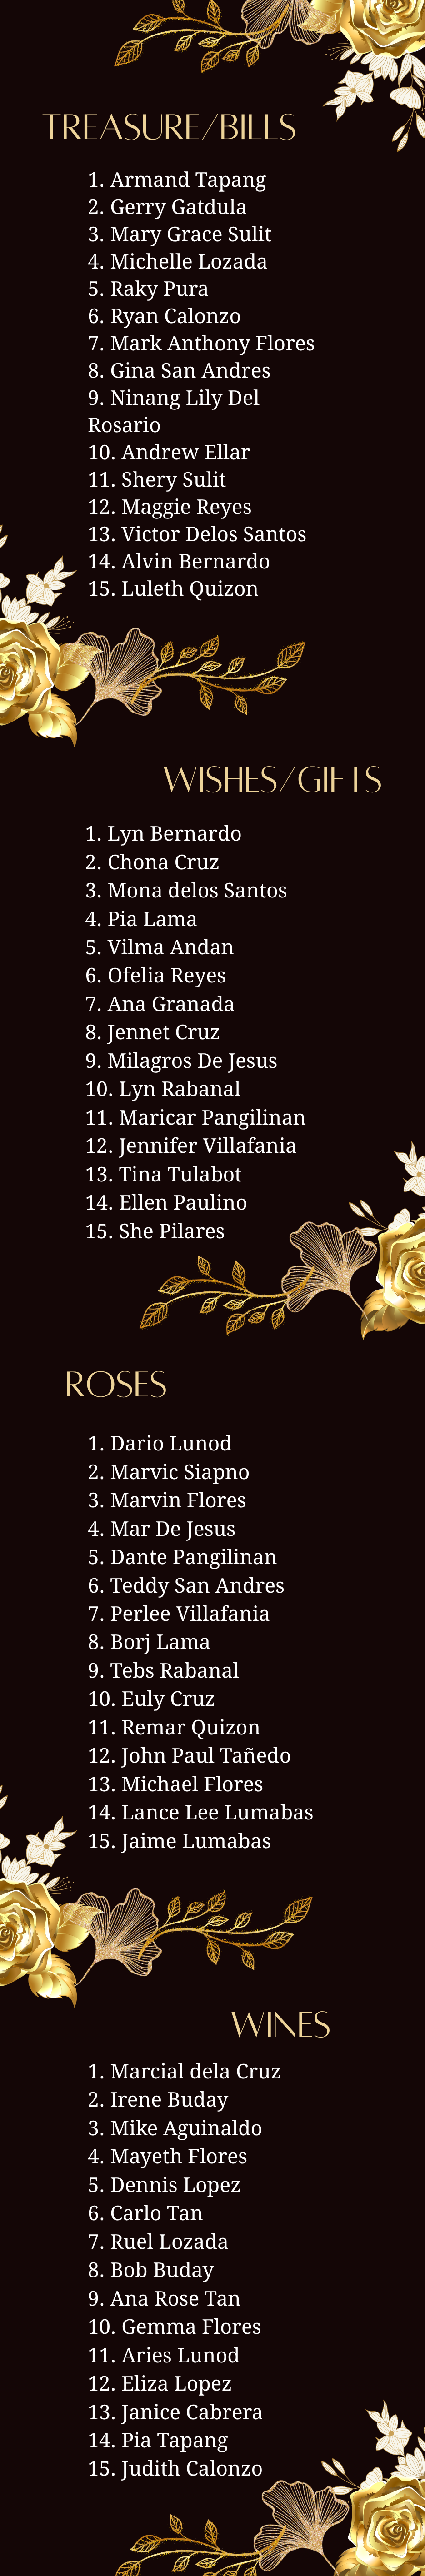 TREASURE/BILLS
1. Armand Tapang
2. Gerry Gatdula
3. Mary Grace Sulit
4. Michelle Lozada
5. Raky Pura
6. Ryan Calonzo
7. Mark Anthony Flores
8. Gina San Andres
9. Ninang Lily Del
Rosario
10. Andrew Ellar
11. Shery Sulit
12. Maggie Reyes
13. Victor Delos Santos
14. Alvin Bernardo
15. Luleth Quizon
WISHES/GIFTS
1. Lyn Bernardo
2. Chona Cruz
3. Mona delos Santos
4. Pia Lama
5. Vilma Andan
6. Ofelia Reyes
7. Ana Granada
8. Jennet Cruz
9. Milagros De Jesus
10. Lyn Rabanal
11. Maricar Pangilinan
12. Jennifer Villafania
13. Tina Tulabot
14. Ellen Paulino
15. She Pilares
ROSES
1. Dario Lunod
2. Marvic Siapno
3. Marvin Flores
4. Mar De Jesus
5. Dante Pangilinan
6. Teddy San Andres
7. Perlee Villafania
8. Borj Lama
9. Tebs Rabanal
10. Euly Cruz
11. Remar Quizon
12. John Paul Tañedo
13. Michael Flores
14. Lance Lee Lumabas
15. Jaime Lumabas
WINES
1. Marcial dela Cruz
2. Irene Buday
3. Mike Aguinaldo
4. Mayeth Flores
5. Dennis Lopez
6. Carlo Tan
7. Ruel Lozada
8. Bob Buday
9. Ana Rose Tan
10. Gemma Flores
11. Aries Lunod
12. Eliza Lopez
13. Janice Cabrera
14. Pia Tapang
15. Judith Calonzo